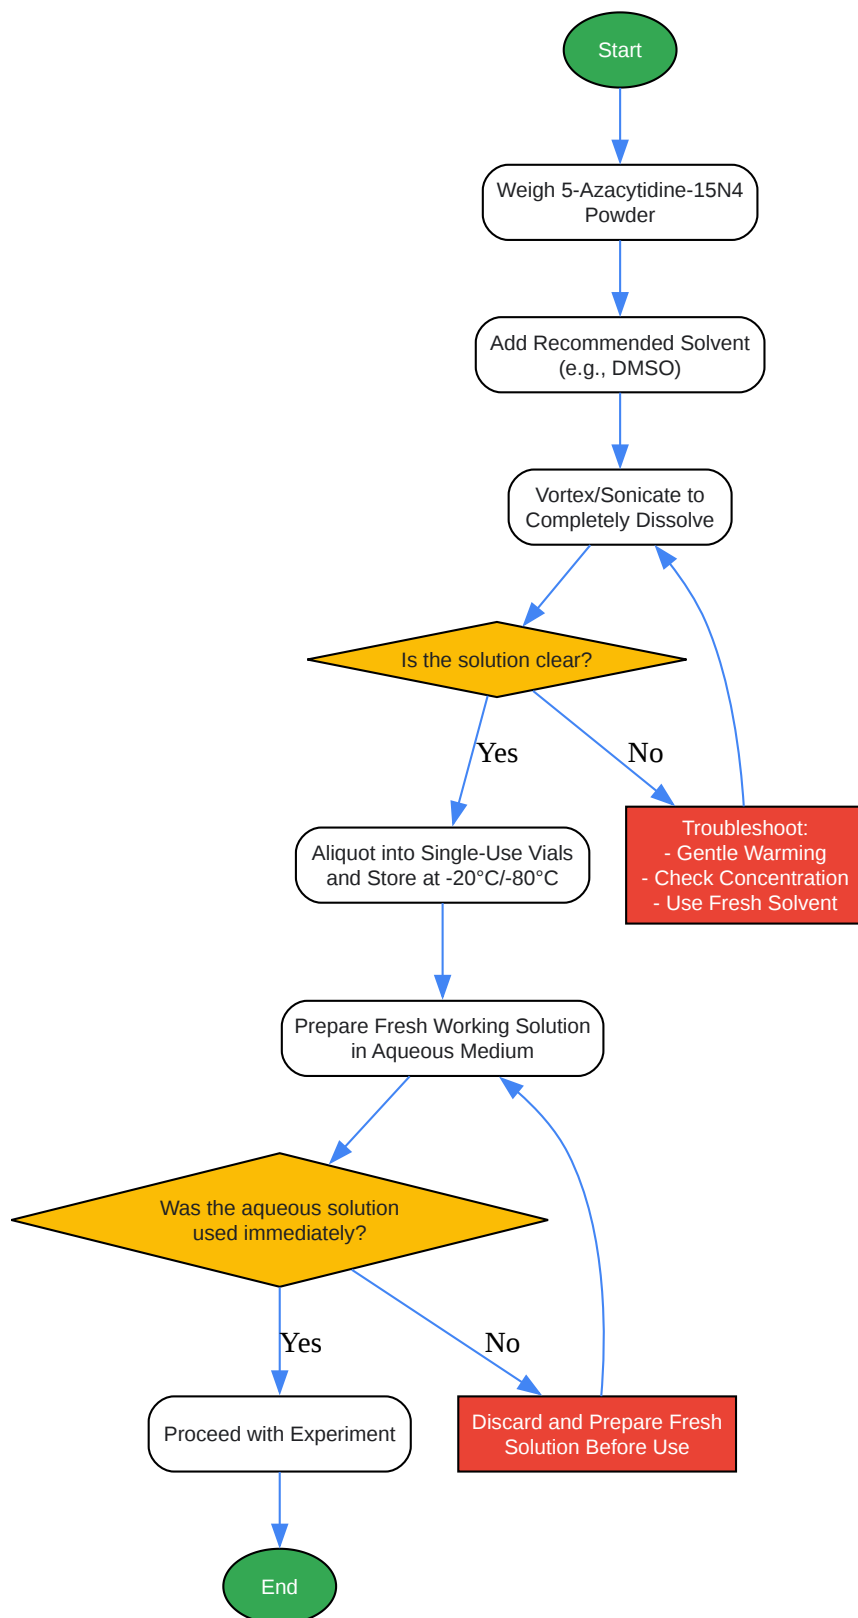 Start
Weigh 5-Azacytidine-15N4
Powder
Add Recommended Solvent
(e.g., DMSO)
Vortex/Sonicate to
Completely Dissolve
Is the solution clear?
Yes
No
Troubleshoot:
- Gentle Warming
- Check Concentration
- Use Fresh Solvent
Aliquot into Single-Use Vials
and Store at -20°C/-80°C
Prepare Fresh Working Solution
in Aqueous Medium
Was the aqueous solution
used immediately?
Yes
No
Proceed with Experiment
Discard and Prepare Fresh
Solution Before Use
End